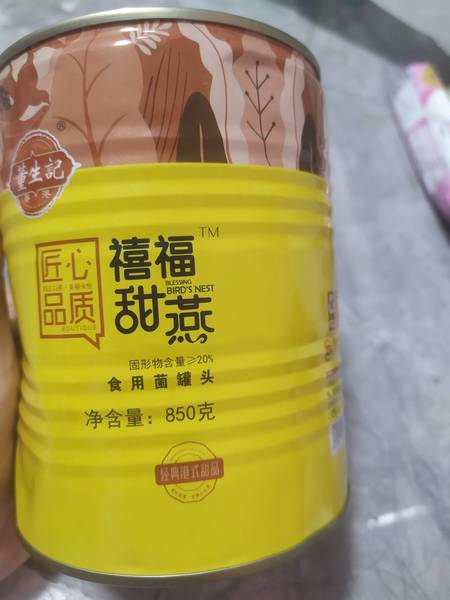 董生記
®
匠心
品质
BOUTIQUE
禧福
TM
BLESSING
BIRD'S NEST
甜燕
固形物含量≥20%
食用菌罐头
净含量：850克
经典港式甜品